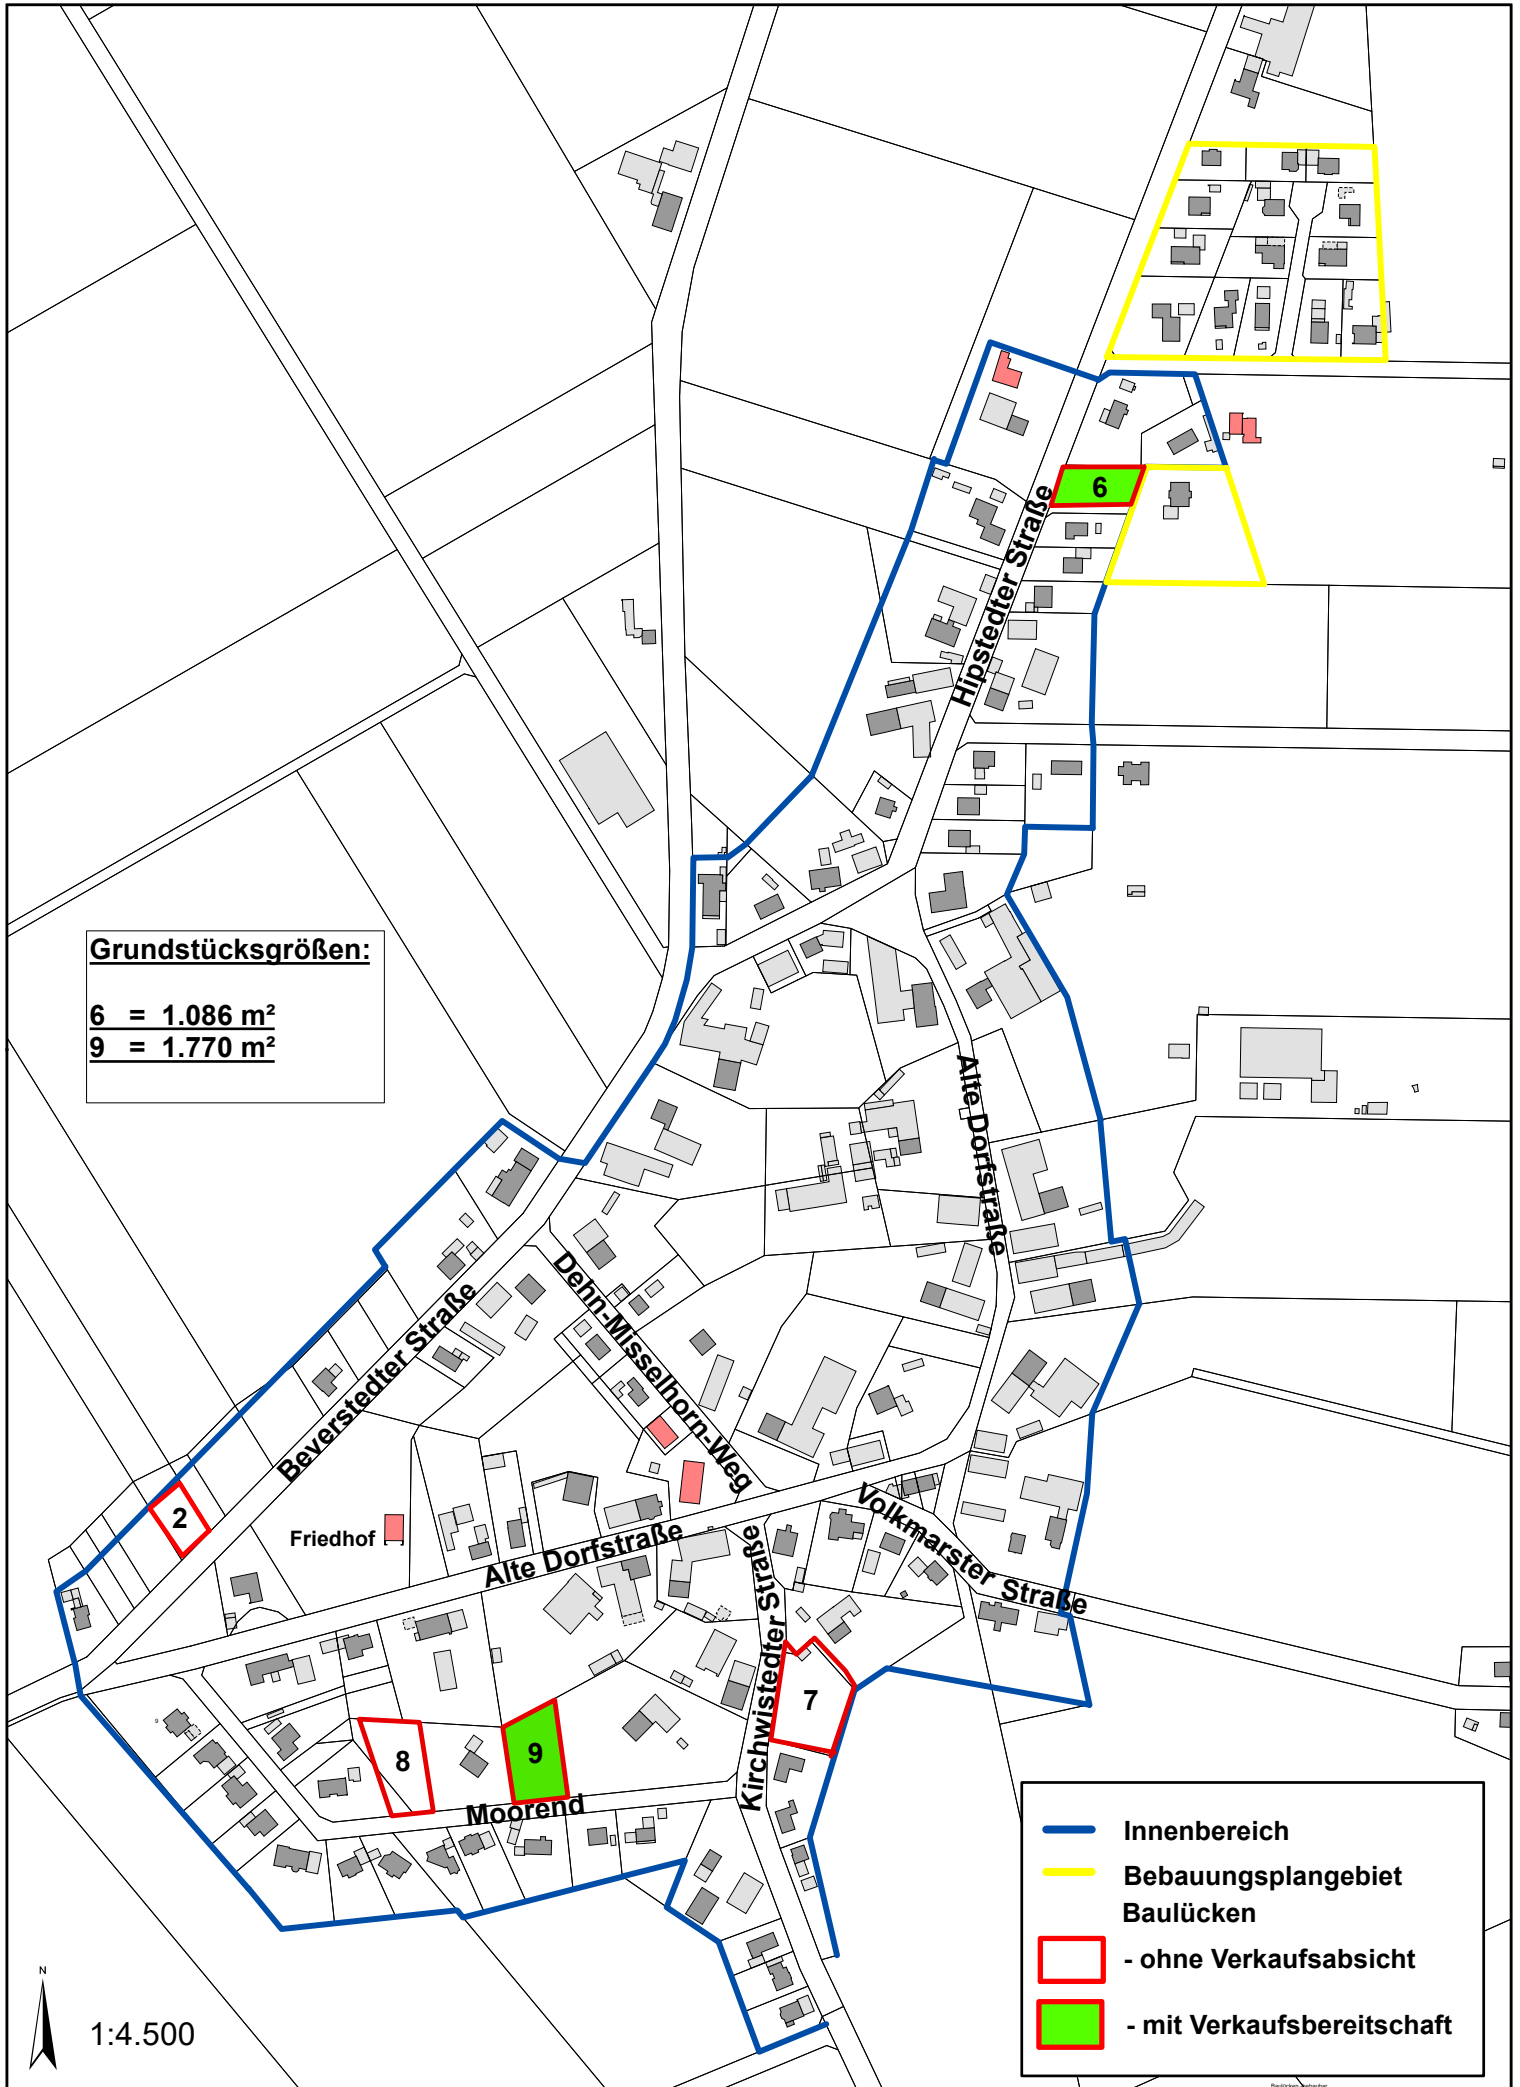 6
Hipstedter Straße
Grundstücksgrößen:
6 = 1.086 m²
9 = 1.770 m²
Alte Dorfstraße
Dehn-Misselhorn-Weg
Beverstedter Straße
2
Friedhof
Alte Dorfstraße
Volkmarster Straße
Kirchwistedter Straße
7
8
9
Moorend
Innenbereich
Bebauungsplangebiet
Baulücken
- ohne Verkaufsabsicht
- mit Verkaufsbereitschaft
N
1:4.500